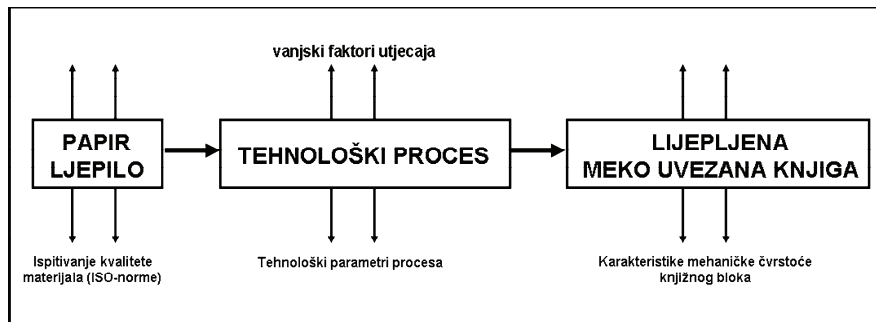 vanjski faktori utjecaja
PAPIR
LJEPILO
TEHNOLOŠKI PROCES
LIJEPLJENA
MEKO UVEZANA KNJIGA
Ispitivanje kvalitete
materijala (ISO-norme)
Tehnološki parametri procesa
Karakteristike mehaničke čvrstoće
knjižnog bloka